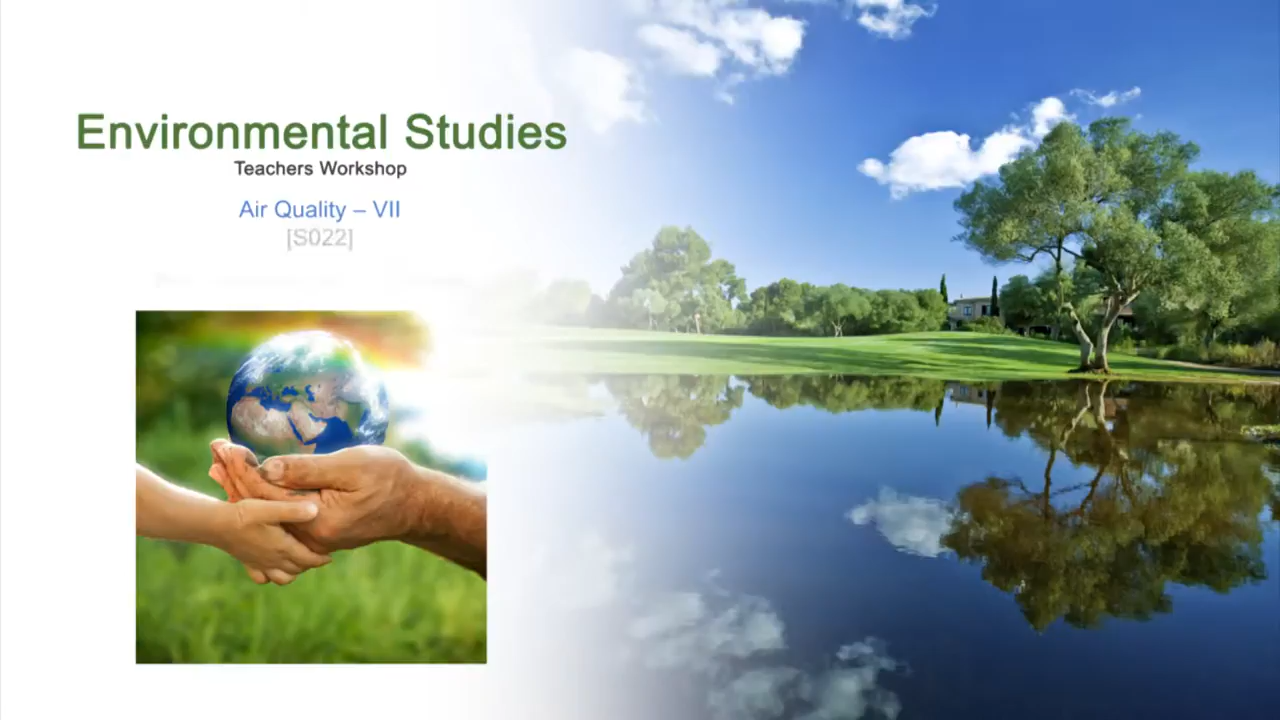 Environmental Studies
Teachers Workshop
Air Quality – VII
[S022]